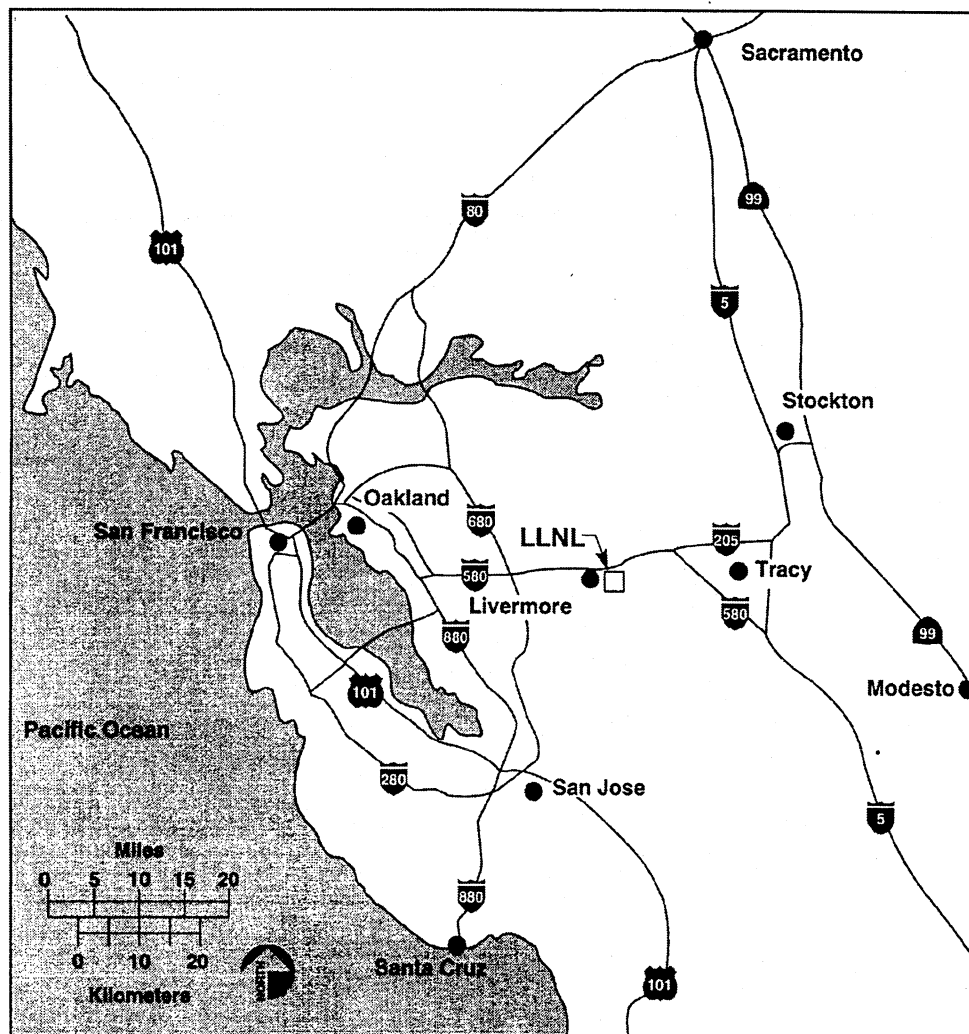 Sacramento
80
99
101
5
Stockton
Oakland
San Francisco
680
LLNL
205
580
Tracy
Livermore
580
880
99
101
Modesto
Pacific Ocean
280
San Jose
5
Miles
0 5 10 15 20
880
0 10 20
Kilometers
NORTH
Santa Cruz
101